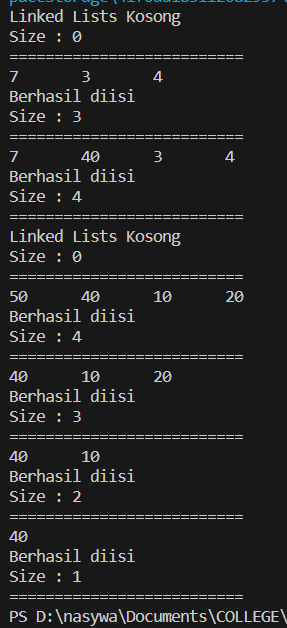 Linked Lists Kosong
Size : 0
==========================
7 3 4
Berhasil diisi
Size : 3
==========================
7 40 3 4
Berhasil diisi
Size : 4
==========================
Linked Lists Kosong
Size : 0
==========================
50 40 10 20
Berhasil diisi
Size : 4
==========================
40 10 20
Berhasil diisi
Size : 3
==========================
40 10
Berhasil diisi
Size : 2
==========================
40
Berhasil diisi
Size : 1
==========================
PS D:\nasywa\Documents\COLLEGE\